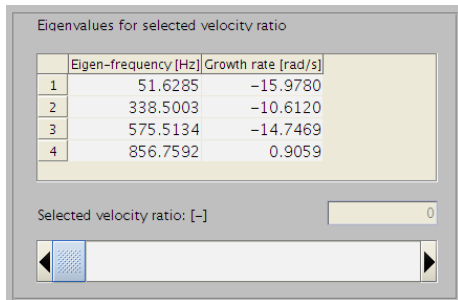 Eigenvalues for selected velocity ratio
Eigen-frequency [Hz] Growth rate [rad/s]
1 51.6285 -15.9780
2 338.5003 -10.6120
3 575.5134 -14.7469
4 856.7592 0.9059
Selected velocity ratio: [-] 0